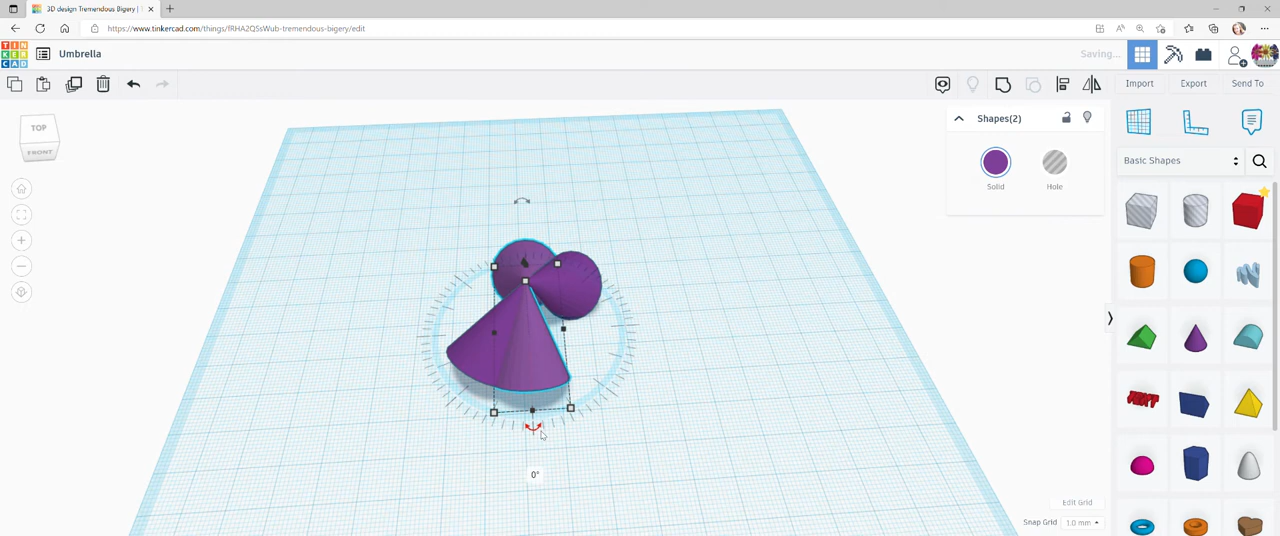 3D design Tremendous Bigery | T
https://www.tinkercad.com/things/fRHA2QSsWub-tremendous-bigery/edit
TIN
KER
CAD
Umbrella
Saving...
Import
Export
Send To
TOP
FRONT
Shapes(2)
Solid
Hole
Basic Shapes
TEXT
0°
Edit Grid
Snap Grid
1.0 mm